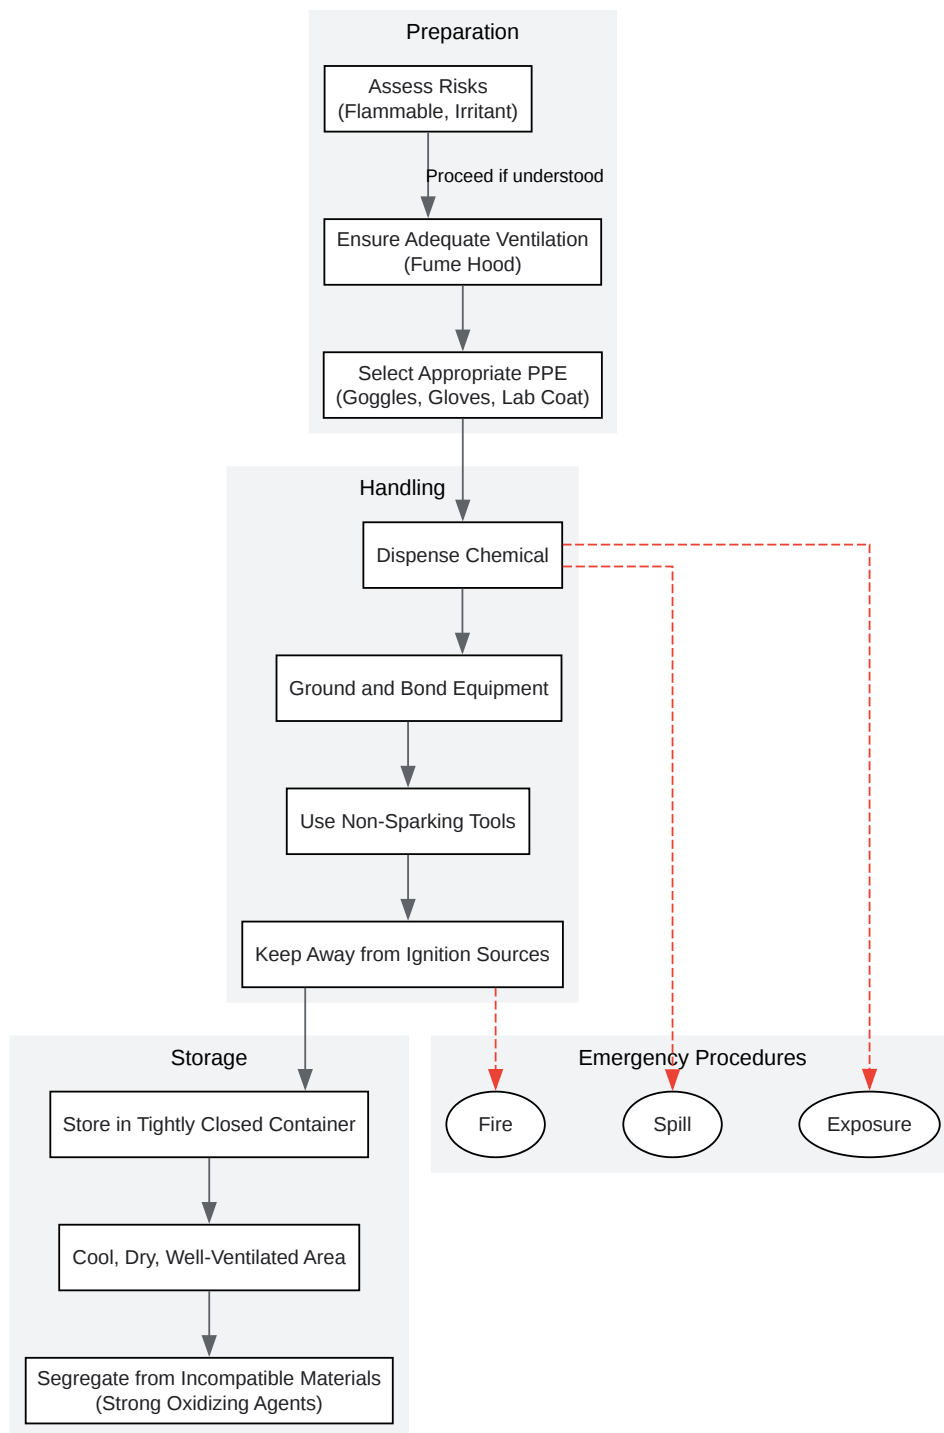 Preparation
Assess Risks
(Flammable, Irritant)
Proceed if understood
Ensure Adequate Ventilation
(Fume Hood)
Select Appropriate PPE
(Goggles, Gloves, Lab Coat)
Handling
Dispense Chemical
Ground and Bond Equipment
Use Non-Sparking Tools
Keep Away from Ignition Sources
Storage
Store in Tightly Closed Container
Cool, Dry, Well-Ventilated Area
Segregate from Incompatible Materials
(Strong Oxidizing Agents)
Emergency Procedures
Fire
Spill
Exposure